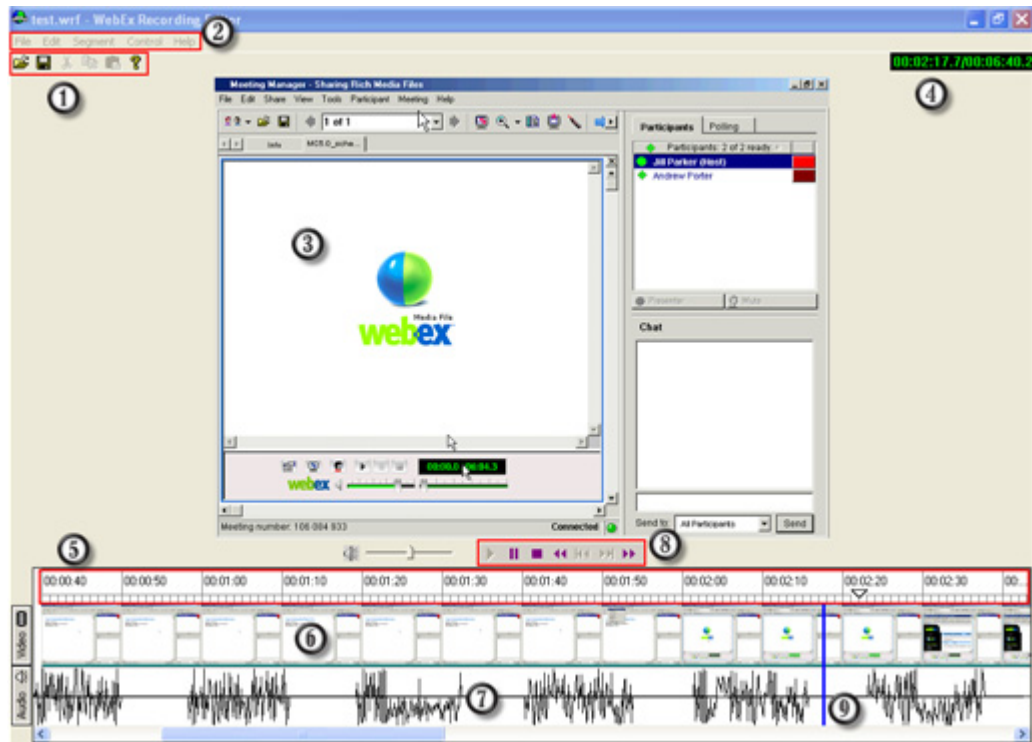 test.wrf - WebEx Recording Editor
File Edit Segment Control Help
2
1
00:02:17.7/00:06:40.2
4
Meeting Manager - Sharing Rich Media Files
File Edit Share View Tools Participant Meeting Help
1 of 1
Info
Participants Polling
Participants: 2 of 2 ready
Jill Parker (Host)
Andrew Porter
3
Media File
webex
Presenter Mute
Chat
webex
Meeting number: 106 084 933
Connected
Send to: All Participants Send
5
8
00:00:40 00:00:50 00:01:00 00:01:10 00:01:20 00:01:30 00:01:40 00:01:50 00:02:00 00:02:10 00:02:20 00:02:30 00:..
Video
6
Audio
7
9